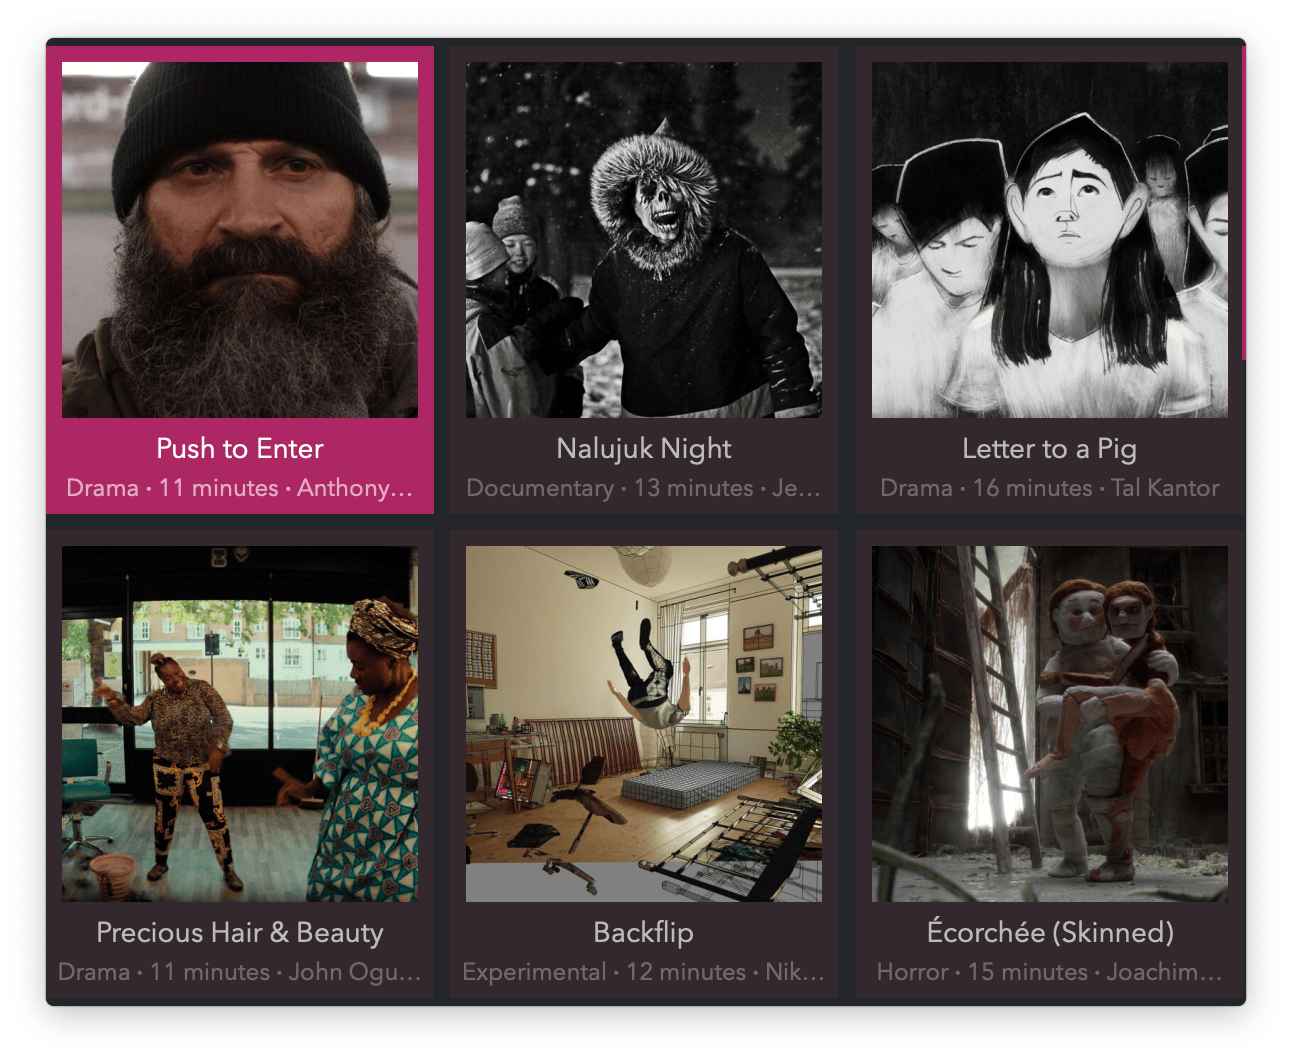 Push to Enter
Drama • 11 minutes • Anthony...
Nalujuk Night
Documentary • 13 minutes • Je...
Letter to a Pig
Drama • 16 minutes • Tal Kantor
Precious Hair & Beauty
Drama • 11 minutes • John Ogu...
Backflip
Experimental • 12 minutes • Nik...
Écorchée (Skinned)
Horror • 15 minutes • Joachim...